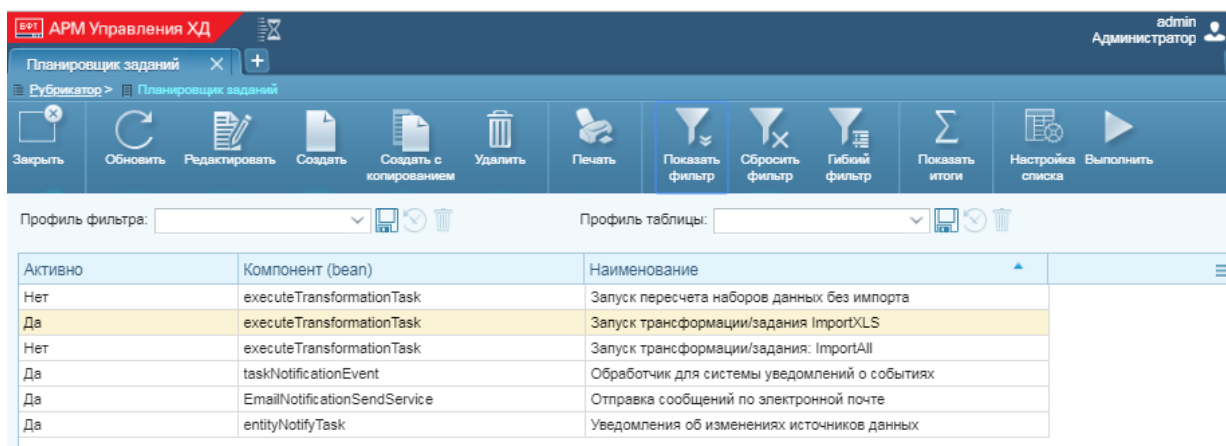 БФТ АРМ Управления ХД
admin
Администратор
Планировщик заданий
Рубрикатор > Планировщик заданий
Закрыть Обновить Редактировать Создать Создать с копированием Удалить Печать Показать фильтр Сбросить фильтр Гибкий фильтр Показать итоги Настройка списка Выполнить
Профиль фильтра: Профиль таблицы:
Активно Компонент (bean) Наименование
Нет executeTransformationTask Запуск пересчета наборов данных без импорта
Да executeTransformationTask Запуск трансформации/задания ImportXLS
Нет executeTransformationTask Запуск трансформации/задания: ImportAll
Да taskNotificationEvent Обработчик для системы уведомлений о событиях
Да EmailNotificationSendService Отправка сообщений по электронной почте
Да entityNotifyTask Уведомления об изменениях источников данных